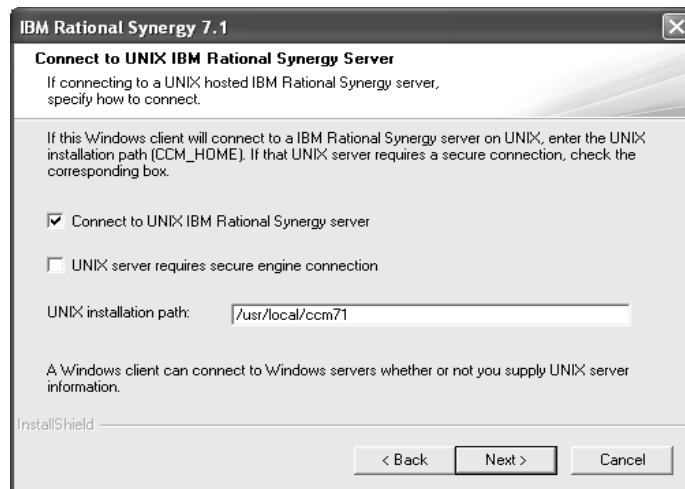 IBM Rational Synergy 7.1
Connect to UNIX IBM Rational Synergy Server
If connecting to a UNIX hosted IBM Rational Synergy server,
specify how to connect.
If this Windows client will connect to a IBM Rational Synergy server on UNIX, enter the UNIX
installation path (CCM_HOME). If that UNIX server requires a secure connection, check the
corresponding box.
Connect to UNIX IBM Rational Synergy server
UNIX server requires secure engine connection
UNIX installation path: /usr/local/ccm71
A Windows client can connect to Windows servers whether or not you supply UNIX server
information.
InstallShield
< Back Next > Cancel